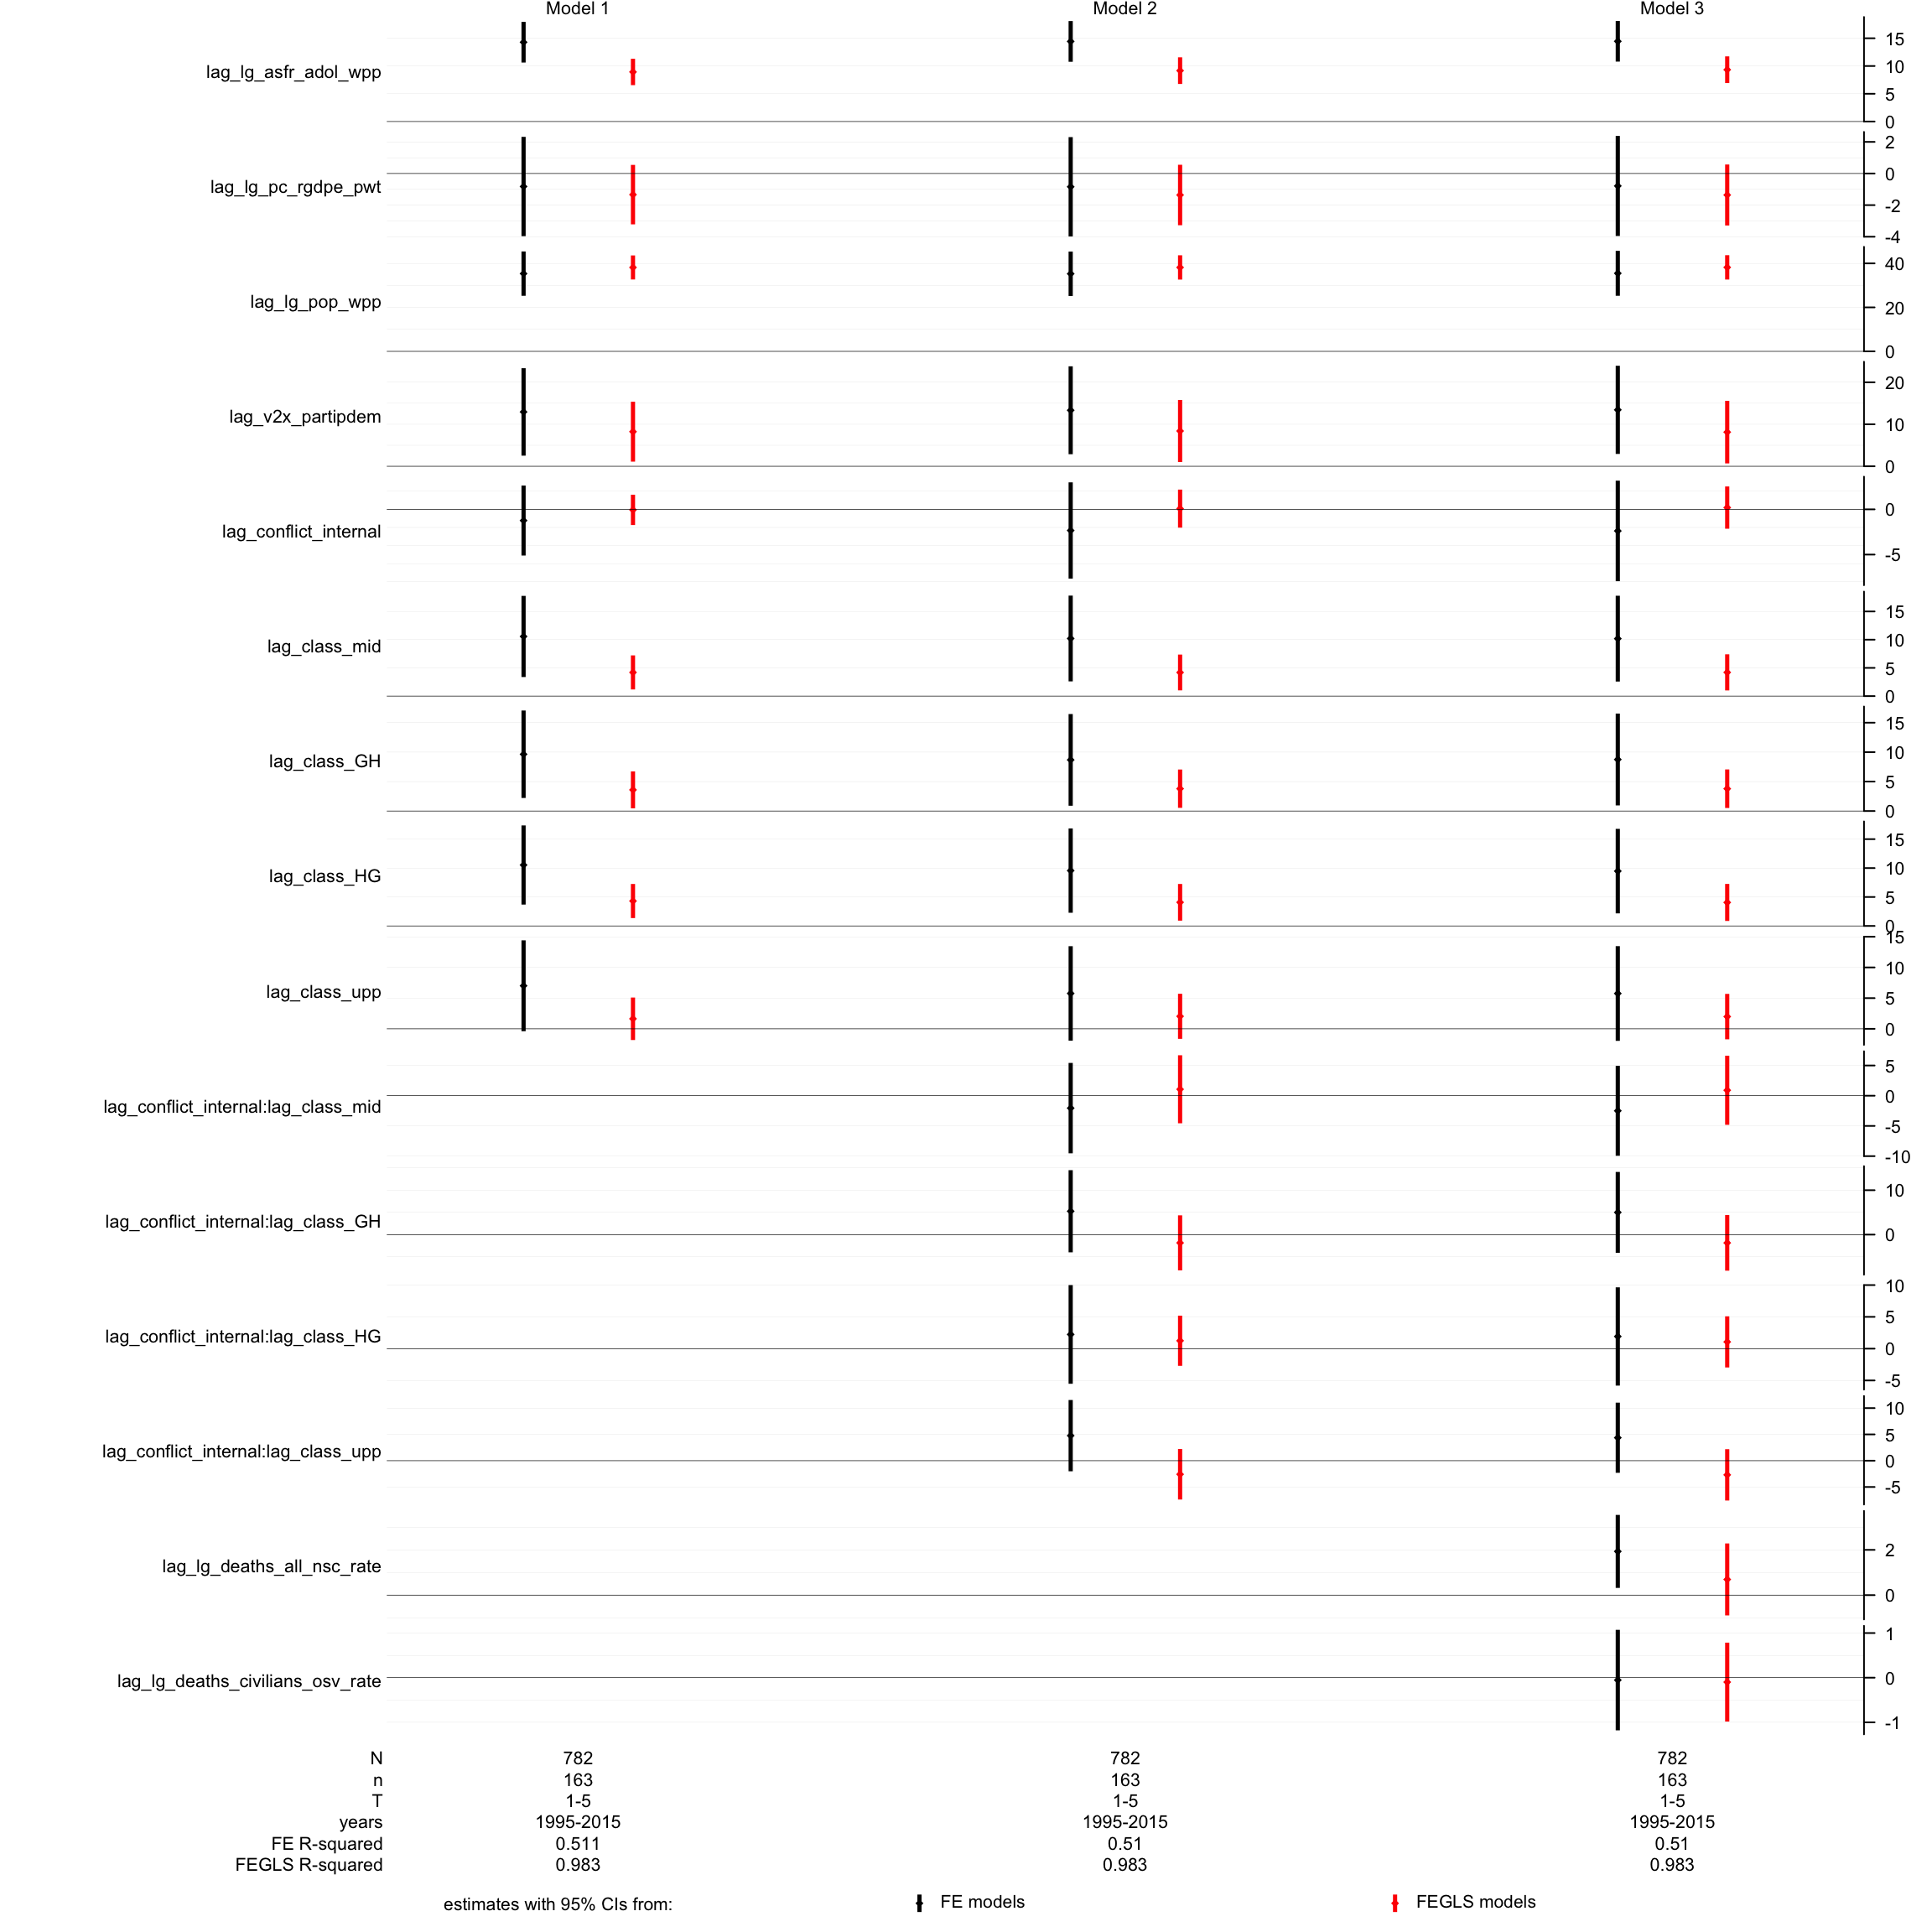 Model 1 Model 2 Model 3
15
lag_lg_asfr_adol_wpp
10
5
0
2
0
lag_lg_pc_rgdpe_pwt
-2
-4
40
lag_lg_pop_wpp
20
0
20
lag_v2x_partipdem
10
0
0
lag_conflict_internal
-5
15
10
lag_class_mid
5
0
15
10
lag_class_GH
5
0
15
10
lag_class_HG
5
0
15
10
lag_class_upp
5
0
5
0
lag_conflict_internal:lag_class_mid
-5
-10
10
lag_conflict_internal:lag_class_GH
0
10
5
lag_conflict_internal:lag_class_HG
0
-5
10
5
lag_conflict_internal:lag_class_upp
0
-5
2
lag_lg_deaths_all_nsc_rate
0
1
0
lag_lg_deaths_civilians_osv_rate
-1
N 782 782 782
n 163 163 163
T 1-5 1-5 1-5
years 1995-2015 1995-2015 1995-2015
FE R-squared 0.511 0.51 0.51
FEGLS R-squared 0.983 0.983 0.983
estimates with 95% CIs from: FE models FEGLS models